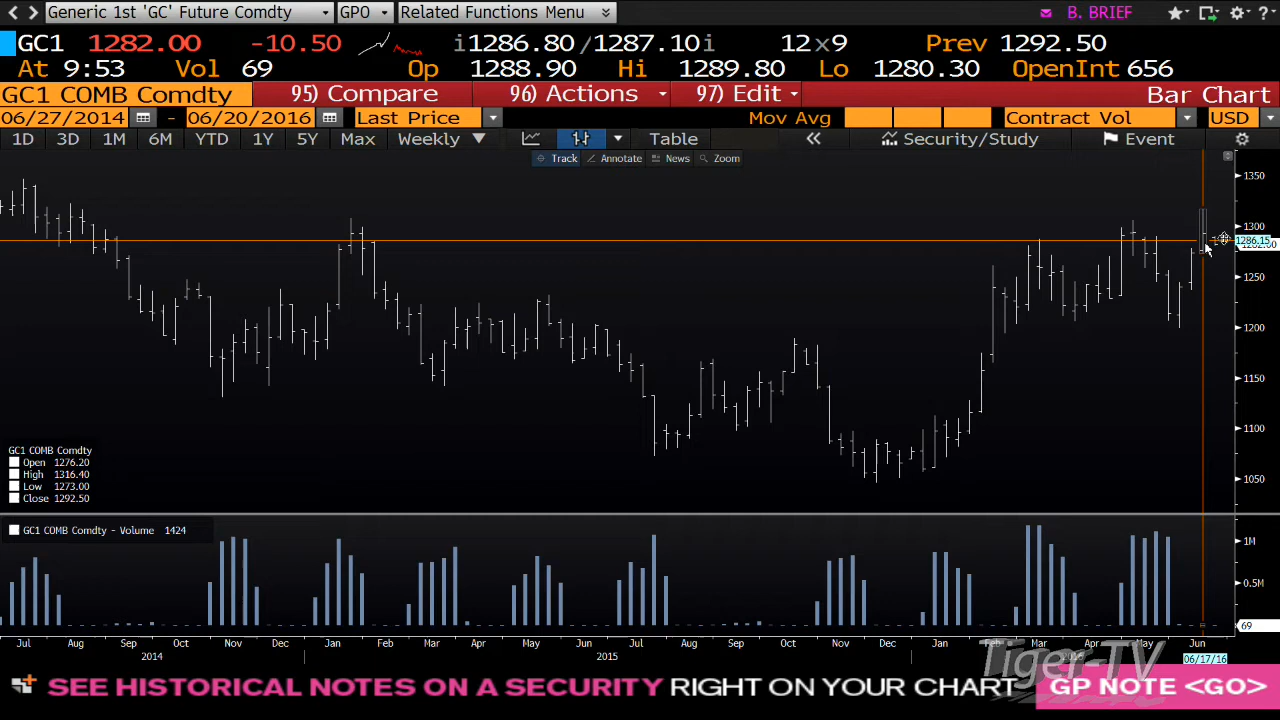 Generic 1st 'GC' Future Comdty GPO Related Functions Menu B. BRIEF
GC1 1282.00 -10.50 i1286.80/1287.10i 12x9 Prev 1292.50
At 9:53 Vol 69 Op 1288.90 Hi 1289.80 Lo 1280.30 OpenInt 656
GC1 COMB Comdty 95) Compare 96) Actions 97) Edit Bar Chart
06/27/2014 - 06/20/2016 Last Price Mov Avg Contract Vol USD
1D 3D 1M 6M YTD 1Y 5Y Max Weekly Table Security/Study Event
Track Annotate News Zoom
1350
1300
1286.15
1282.00
1250
1200
1150
1100
1050
GC1 COMB Comdty
Open 1276.20
High 1316.40
Low 1273.00
Close 1292.50
GC1 COMB Comdty - Volume 1424
1M
0.5M
69
Jul Aug Sep Oct Nov Dec Jan Feb Mar Apr May Jun Jul Aug Sep Oct Nov Dec Jan Feb Mar Apr May Jun
2014 2015 2016
06/17/16
Tiger-TV
SEE HISTORICAL NOTES ON A SECURITY RIGHT ON YOUR CHART GP NOTE <GO>